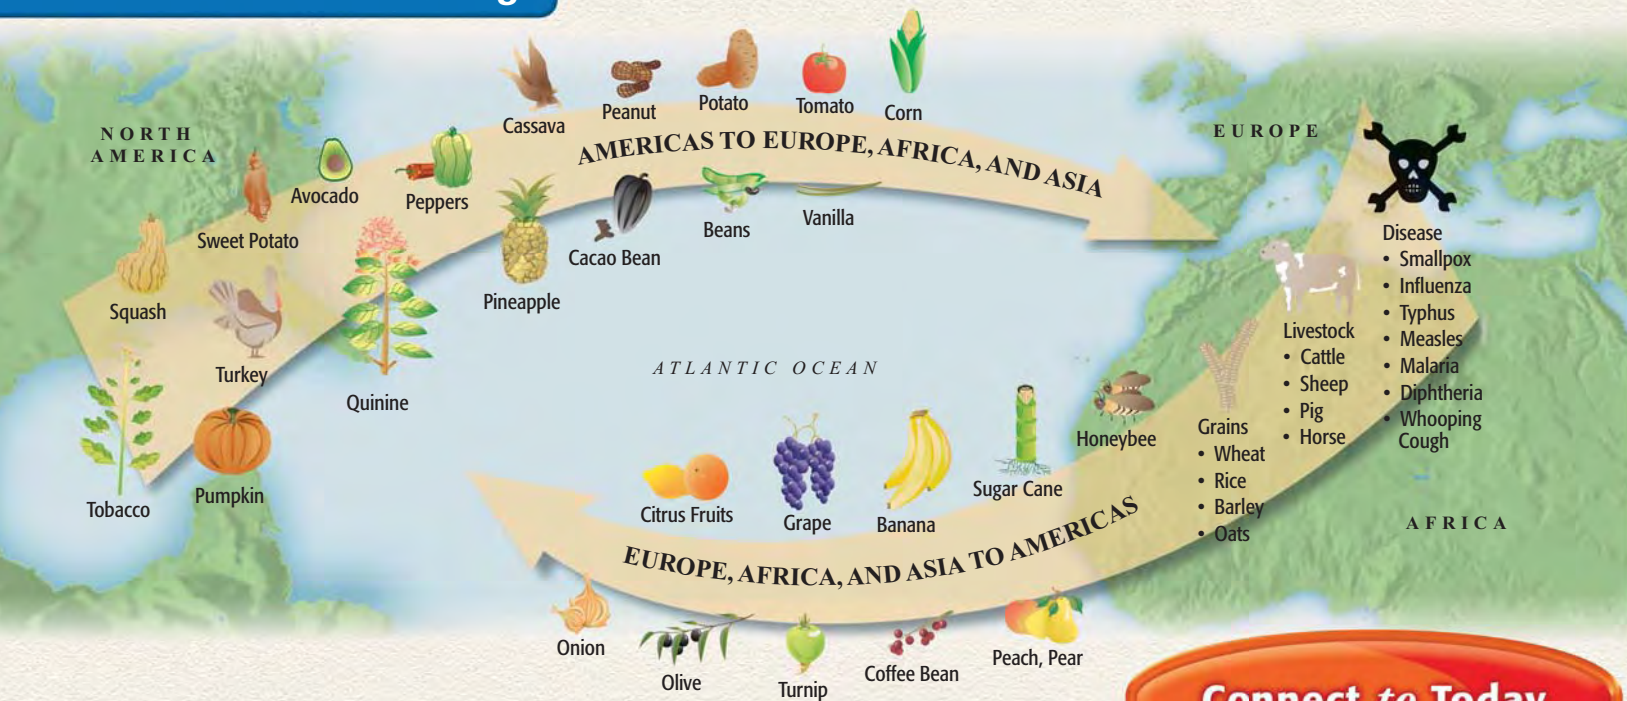 NORTH
AMERICA
EUROPE
AFRICA
ATLANTIC OCEAN
AMERICAS TO EUROPE, AFRICA, AND ASIA
Cassava
Peanut
Potato
Tomato
Corn
Avocado
Peppers
Sweet Potato
Squash
Turkey
Quinine
Pineapple
Cacao Bean
Beans
Vanilla
Tobacco
Pumpkin
EUROPE, AFRICA, AND ASIA TO AMERICAS
Citrus Fruits
Grape
Banana
Sugar Cane
Honeybee
Grains
• Wheat
• Rice
• Barley
• Oats
Livestock
• Cattle
• Sheep
• Pig
• Horse
Disease
• Smallpox
• Influenza
• Typhus
• Measles
• Malaria
• Diphtheria
• Whooping
Cough
Onion
Olive
Turnip
Coffee Bean
Peach, Pear
Connect to Today